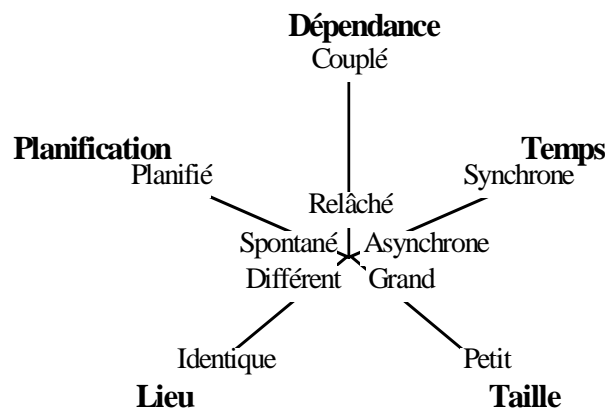 Dépendance
Couplé
Planification
Planifié
Temps
Synchrone
Relâché
Spontané
Asynchrone
Différent
Grand
Identique
Petit
Lieu
Taille